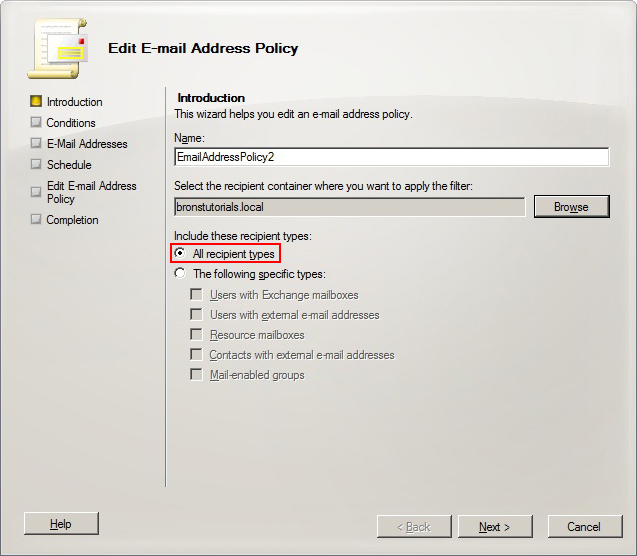 Edit E-mail Address Policy
Introduction
Conditions
E-Mail Addresses
Schedule
Edit E-mail Address
Policy
Completion
Introduction
This wizard helps you edit an e-mail address policy.
Name:
EmailAddressPolicy2
Select the recipient container where you want to apply the filter:
bronstutorials.local
Browse
Include these recipient types:
All recipient types
The following specific types:
Users with Exchange mailboxes
Users with external e-mail addresses
Resource mailboxes
Contacts with external e-mail addresses
Mail-enabled groups
Help
< Back
Next >
Cancel